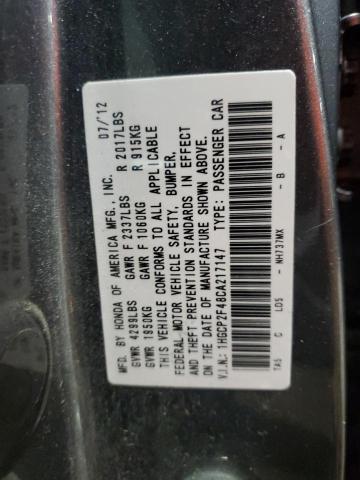 MFD. BY HONDA OF AMERICA MFG., INC. 07/12
GVWR 4299LBS GAWR F 2337LBS R 2017LBS
GVWR 1950KG GAWR F 1060KG R 915KG
THIS VEHICLE CONFORMS TO ALL APPLICABLE
FEDERAL MOTOR VEHICLE SAFETY, BUMPER,
AND THEFT PREVENTION STANDARDS IN EFFECT
ON THE DATE OF MANUFACTURE SHOWN ABOVE.
V.I.N.: 1HGCP2F48CA217147 TYPE: PASSENGER CAR
TA5 C LD5 - NH737MX - B - A